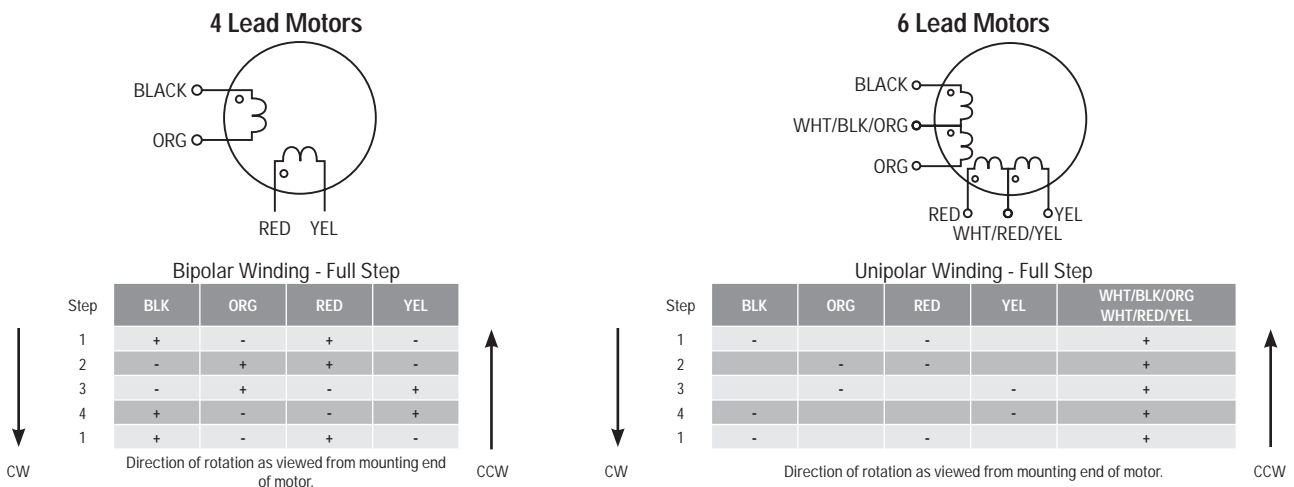 4 Lead Motors
BLACK
ORG
RED YEL
Bipolar Winding - Full Step
Step BLK ORG RED YEL
1 + - + -
2 - + + -
3 - + - +
4 + - - +
1 + - + -
CW
Direction of rotation as viewed from mounting end
of motor.
CCW
6 Lead Motors
BLACK
WHT/BLK/ORG
ORG
RED YEL
WHT/RED/YEL
Unipolar Winding - Full Step
Step BLK ORG RED YEL WHT/BLK/ORG
WHT/RED/YEL
1 - - +
2 - - +
3 - - +
4 - - +
1 - - +
CW
Direction of rotation as viewed from mounting end of motor.
CCW